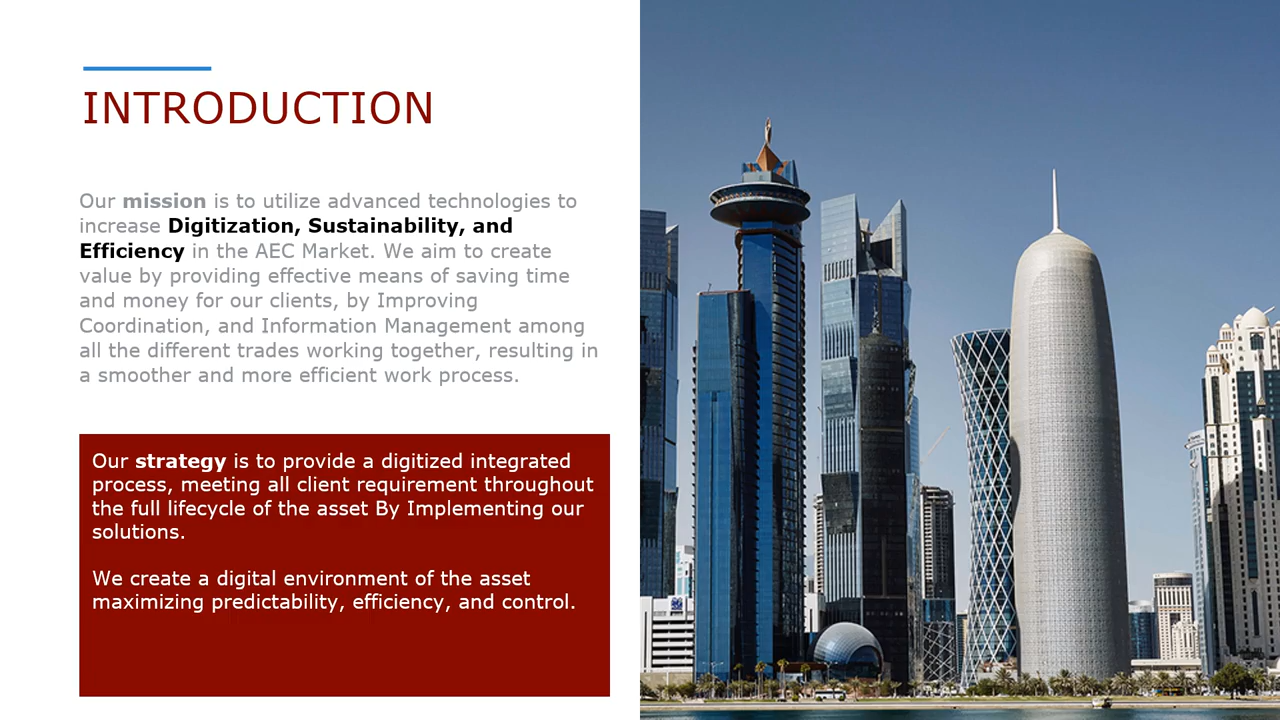 INTRODUCTION
Our mission is to utilize advanced technologies to
increase Digitization, Sustainability, and
Efficiency in the AEC Market. We aim to create
value by providing effective means of saving time
and money for our clients, by Improving
Coordination, and Information Management among
all the different trades working together, resulting in
a smoother and more efficient work process.
Our strategy is to provide a digitized integrated
process, meeting all client requirement throughout
the full lifecycle of the asset By Implementing our
solutions.
We create a digital environment of the asset
maximizing predictability, efficiency, and control.